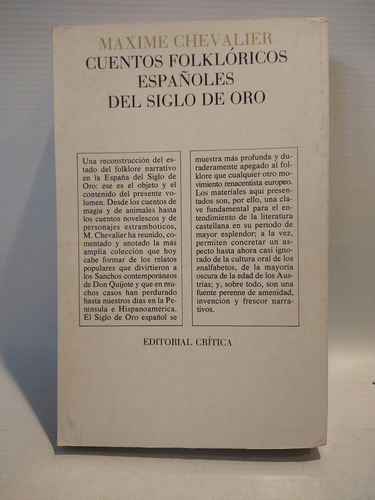 MAXIME CHEVALIER
CUENTOS FOLKLÓRICOS
ESPAÑOLES
DEL SIGLO DE ORO
Una reconstrucción del es-
tado del folklore narrativo
en la España del Siglo de
Oro: ese es el objeto y el
contenido del presente vo-
lumen. Desde los cuentos de
magia y de animales hasta
los cuentos novelescos y de
personajes estrambóticos,
M. Chevalier ha reunido, co-
mentado y anotado la más
amplia colección que hoy
cabe formar de los relatos
populares que divirtieron a
los Sanchos contemporáneos
de Don Quijote y que en mu-
chos casos han perdurado
hasta nuestros días en la Pe-
nínsula e Hispanoamérica.
El Siglo de Oro español se
muestra más profunda y du-
raderamente apegado al fol-
klore que cualquier otro mo-
vimiento renacentista europeo.
Los materiales aquí presen-
tados son, por ello, una cla-
ve fundamental para el en-
tendimiento de la literatura
castellana en su periodo de
mayor esplendor; a la vez,
permiten concretar un as-
pecto hasta ahora casi igno-
rado de la cultura oral de los
analfabetos, de la mayoría
oscura de la edad de los Aus-
trias; y, sobre todo, son una
fuente perenne de amenidad,
invención y frescor narra-
tivos.
EDITORIAL CRÍTICA